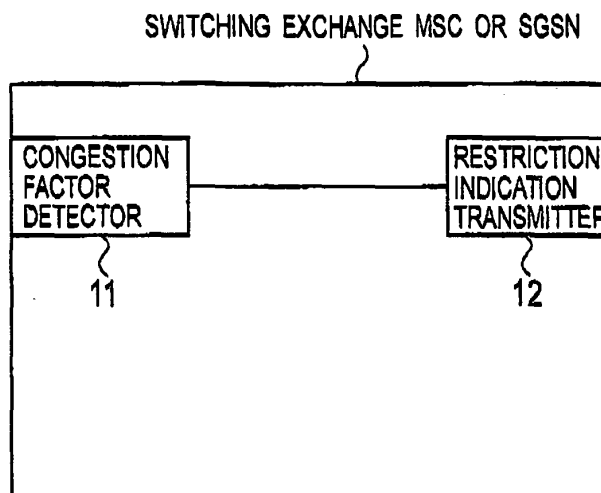 SWITCHING EXCHANGE MSC OR SGSN
CONGESTION
FACTOR
DETECTOR
RESTRICTION
INDICATION
TRANSMITTER
11
12